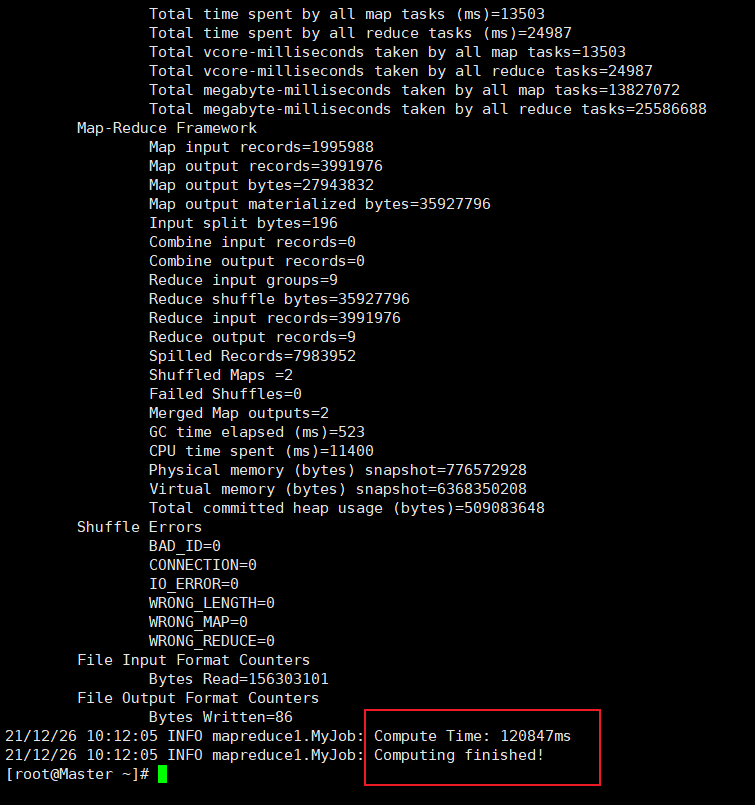 Total time spent by all map tasks (ms)=13503
Total time spent by all reduce tasks (ms)=24987
Total vcore-milliseconds taken by all map tasks=13503
Total vcore-milliseconds taken by all reduce tasks=24987
Total megabyte-milliseconds taken by all map tasks=13827072
Total megabyte-milliseconds taken by all reduce tasks=25586688
Map-Reduce Framework
Map input records=1995988
Map output records=3991976
Map output bytes=27943832
Map output materialized bytes=35927796
Input split bytes=196
Combine input records=0
Combine output records=0
Reduce input groups=9
Reduce shuffle bytes=35927796
Reduce input records=3991976
Reduce output records=9
Spilled Records=7983952
Shuffled Maps =2
Failed Shuffles=0
Merged Map outputs=2
GC time elapsed (ms)=523
CPU time spent (ms)=11400
Physical memory (bytes) snapshot=776572928
Virtual memory (bytes) snapshot=6368350208
Total committed heap usage (bytes)=509083648
Shuffle Errors
BAD_ID=0
CONNECTION=0
IO_ERROR=0
WRONG_LENGTH=0
WRONG_MAP=0
WRONG_REDUCE=0
File Input Format Counters
Bytes Read=156303101
File Output Format Counters
Bytes Written=86
21/12/26 10:12:05 INFO mapreduce1.MyJob: Compute Time: 120847ms
21/12/26 10:12:05 INFO mapreduce1.MyJob: Computing finished!
[root@Master ~]#